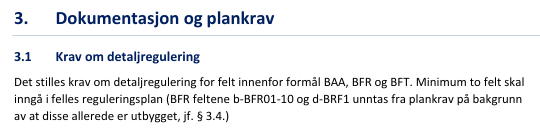 3. Dokumentasjon og plankrav
3.1 Krav om detaljregulering
Det stilles krav om detaljregulering for felt innenfor formål BAA, BFR og BFT. Minimum to felt skal
inngå i felles reguleringsplan (BFR feltene b-BFR01-10 og d-BRF1 unntas fra plankrav på bakgrunn
av at disse allerede er utbygget, jf. § 3.4.)